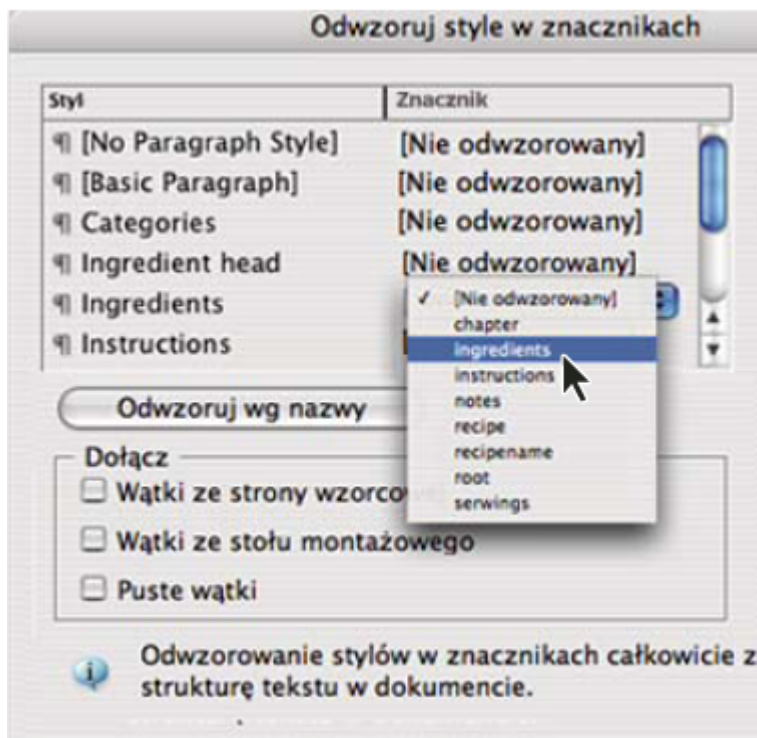 Odwzoruj style w znacznikach
Styl Znacznik
¶ [No Paragraph Style] [Nie odwzorowany]
¶ [Basic Paragraph] [Nie odwzorowany]
¶ Categories [Nie odwzorowany]
¶ Ingredient head [Nie odwzorowany]
¶ Ingredients
¶ Instructions
✓ [Nie odwzorowany]
chapter
ingredients
instructions
notes
recipe
recipename
root
serwings
Odwzoruj wg nazwy
Dołącz
Wątki ze strony wzorco
Wątki ze stołu montażowego
Puste wątki
Odwzorowanie stylów w znacznikach całkowicie z
strukturę tekstu w dokumencie.